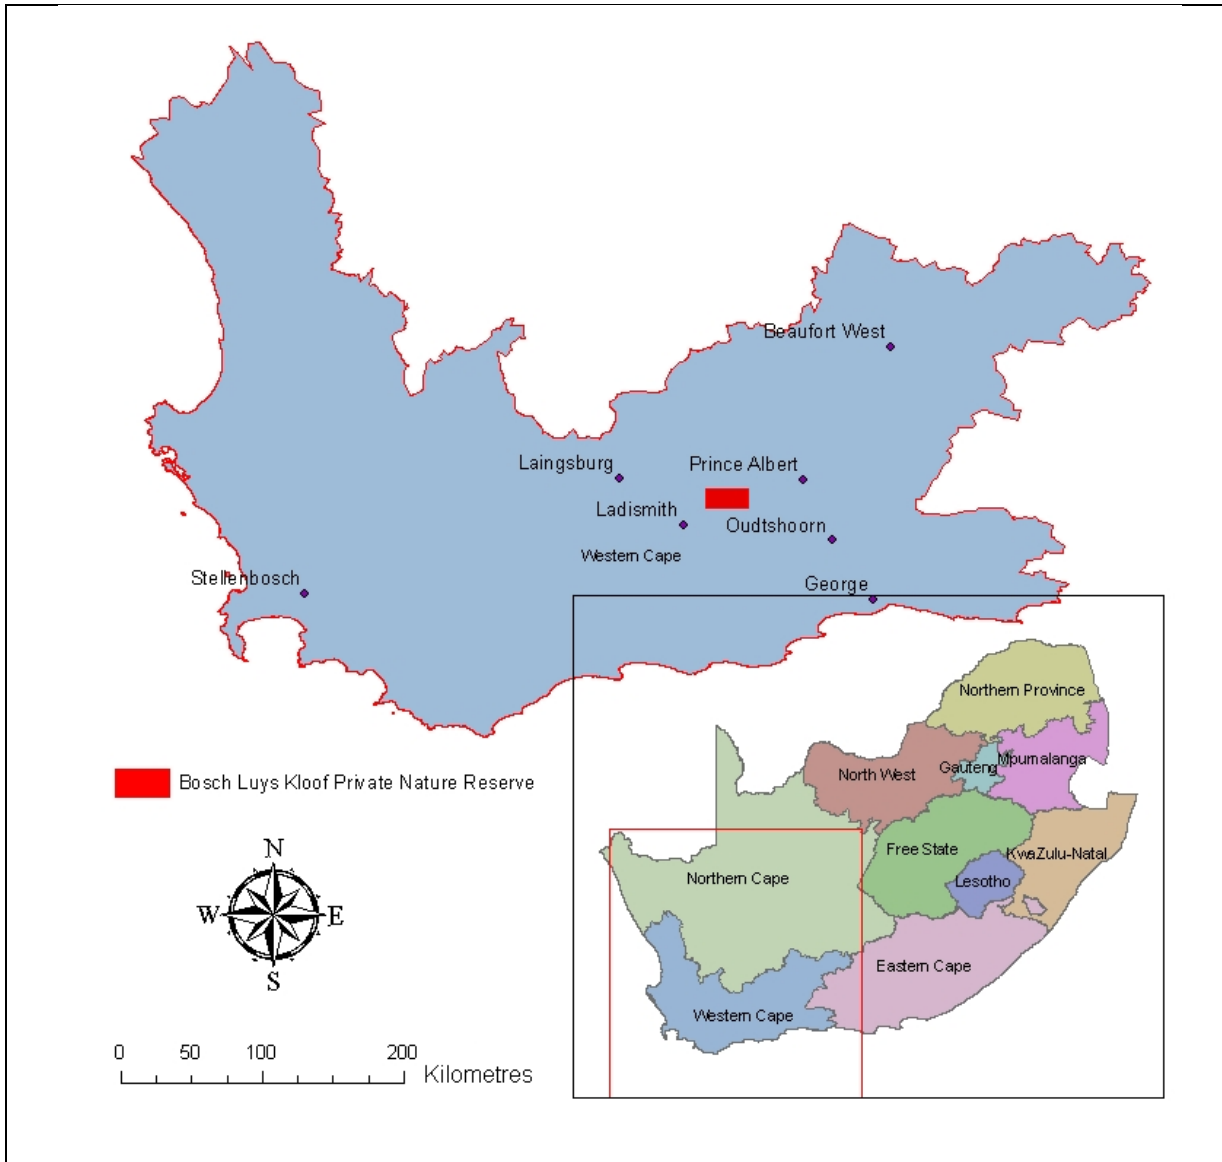 Beaufort West
Laingsburg
Prince Albert
Ladismith
Oudtshoorn
Western Cape
Stellenbosch
George
Northern Province
Mpumalanga
Gauteng
North West
Bosch Luys Kloof Private Nature Reserve
Free State
KwaZulu-Natal
Northern Cape
Lesotho
N
W
E
S
Eastern Cape
Western Cape
0 50 100 200
Kilometres